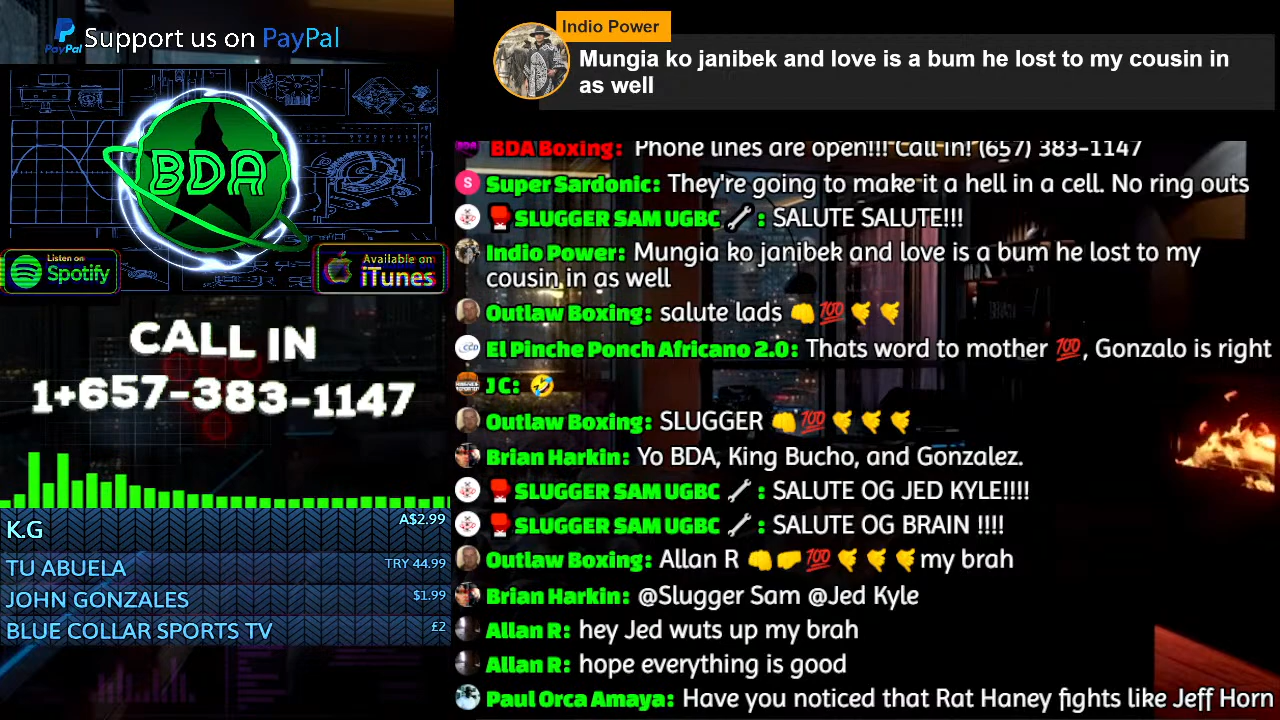 PayPal
Support us on PayPal
BDA
Listen on
Spotify
Available on
iTunes
CALL IN
1+657-383-1147
K.G A$2.99
TU ABUELA TRY 44.99
JOHN GONZALES $1.99
BLUE COLLAR SPORTS TV £2
Indio Power
Mungia ko janibek and love is a bum he lost to my cousin in
as well
BDA Boxing: Phone lines are open!!! Call in! (657) 383-1147
S Super Sardonic: They're going to make it a hell in a cell. No ring outs
🥊SLUGGER SAM UGBC 🔧: SALUTE SALUTE!!!
Indio Power: Mungia ko janibek and love is a bum he lost to my
cousin in as well
Outlaw Boxing: salute lads 👊💯🤙🤙
El Pinche Ponch Africano 2.0: Thats word to mother 💯, Gonzalo is right
JC: 🤣
Outlaw Boxing: SLUGGER 👊💯🤙🤙🤙
Brian Harkin: Yo BDA, King Bucho, and Gonzalez.
🥊SLUGGER SAM UGBC 🔧: SALUTE OG JED KYLE!!!!
🥊SLUGGER SAM UGBC 🔧: SALUTE OG BRAIN !!!!
Outlaw Boxing: Allan R 👊🤛💯🤙🤙🤙my brah
Brian Harkin: @Slugger Sam @Jed Kyle
Allan R: hey Jed wuts up my brah
Allan R: hope everything is good
Paul Orca Amaya: Have you noticed that Rat Haney fights like Jeff Horn